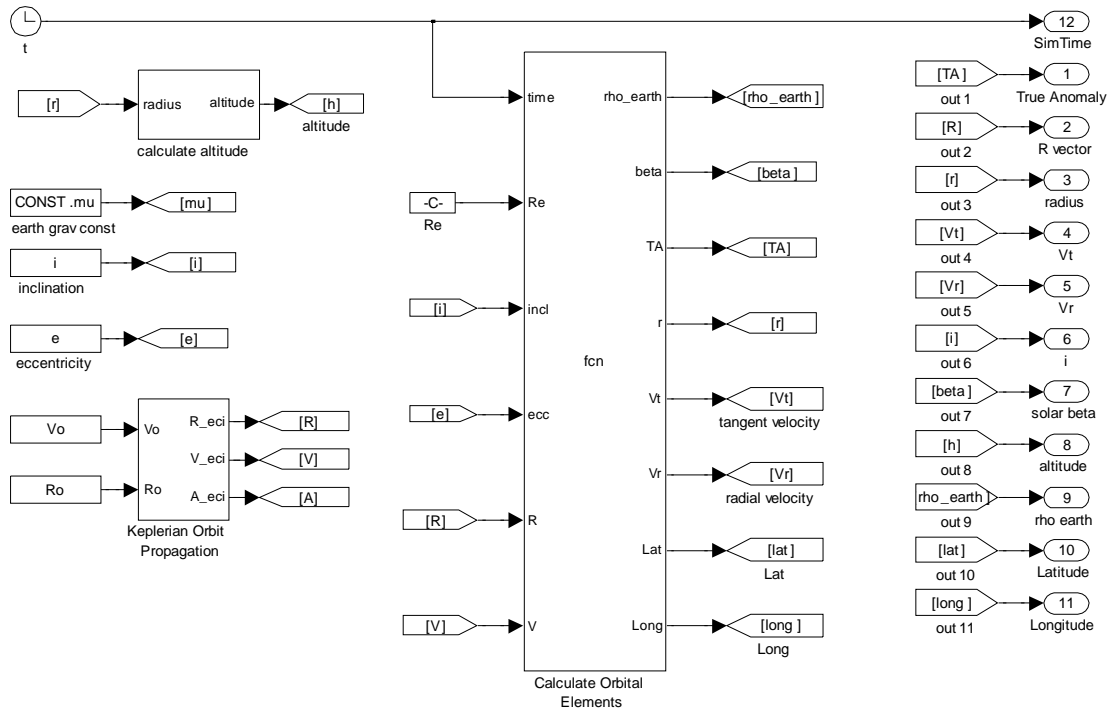 t
12
SimTime
[r]
radius
altitude
calculate altitude
[h]
altitude
CONST .mu
earth grav const
[mu]
i
inclination
[i]
e
eccentricity
[e]
Vo
Ro
Vo
Ro
R_eci
V_eci
A_eci
Keplerian Orbit
Propagation
[R]
[V]
[A]
-C-
Re
[i]
[e]
[R]
[V]
time
Re
incl
ecc
R
V
fcn
rho_earth
beta
TA
r
Vt
Vr
Lat
Long
Calculate Orbital
Elements
[rho _earth ]
[beta ]
[TA]
[r]
[Vt]
tangent velocity
[Vr]
radial velocity
[lat]
Lat
[long ]
Long
[TA ]
out 1
1
True Anomaly
[R]
out 2
2
R vector
[r]
out 3
3
radius
[Vt]
out 4
4
Vt
[Vr]
out 5
5
Vr
[i]
out 6
6
i
[beta ]
out 7
7
solar beta
[h]
out 8
8
altitude
rho _earth ]
out 9
9
rho earth
[lat]
out 10
10
Latitude
[long ]
out 11
11
Longitude